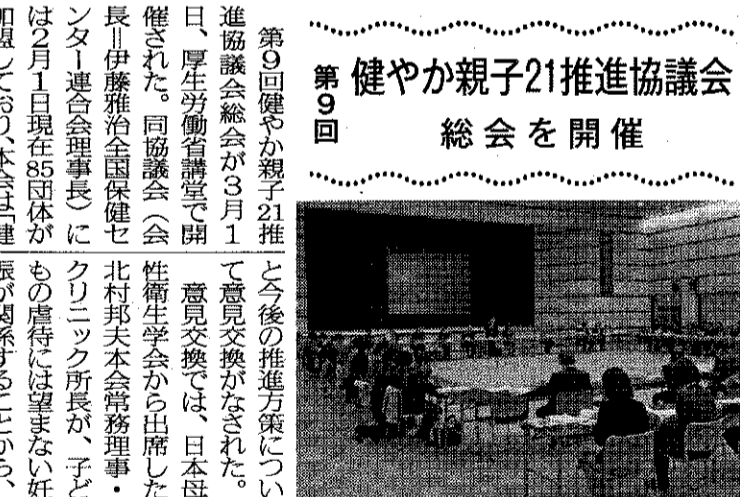 第9回
健やか親子21推進協議会
総会を開催
第9回健やか親子21推
進協議会総会が3月1
日、厚生労働省講堂で開
催された。同協議会（会
長＝伊藤雅治全国保健セ
ンター連合会理事長）に
は2月1日現在85団体が
加盟しており、本会は「健
と今後の推進方策につい
て意見交換がなされた。
意見交換では、日本母
性衛生学会から出席した
北村邦夫本会常務理事・
クリニック所長が、子ど
もの虐待には望まない妊
娠が関係することから、